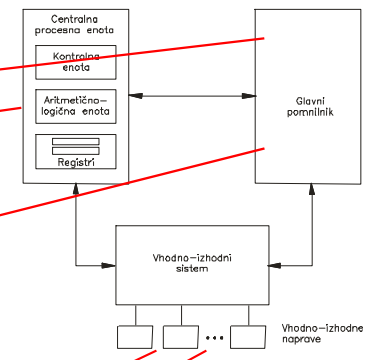 Centralna
procesna enota
Kontrolna
enota
Aritmetično-
logična enota
Registri
Glavni
pomnilnik
Vhodno-izhodni
sistem
Vhodno-izhodne
naprave